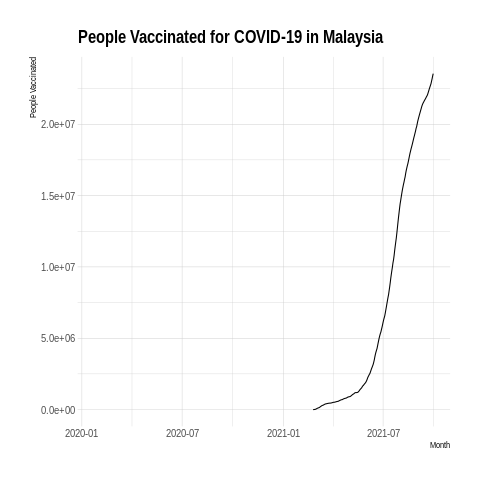 People Vaccinated for COVID-19 in Malaysia
People Vaccinated
2.0e+07
1.5e+07
1.0e+07
5.0e+06
0.0e+00
2020-01 2020-07 2021-01 2021-07
Month